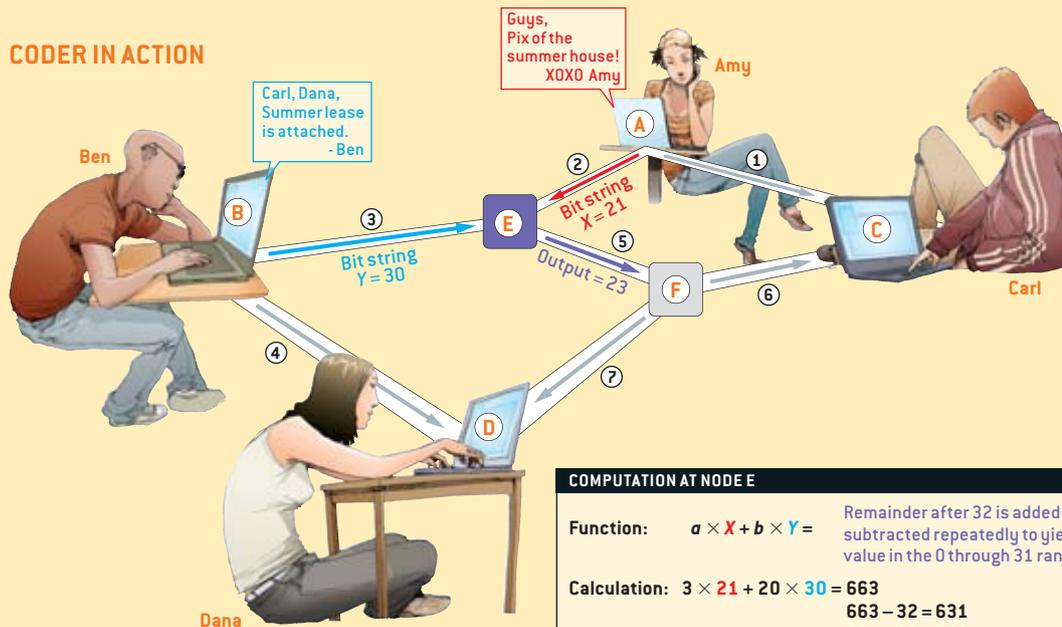 CODER IN ACTION
Guys,
Pix of the
summer house!
XOXO Amy
Amy
A
Carl, Dana,
Summer lease
is attached.
- Ben
Ben
B
2
1
Bit string
X = 21
3
E
Bit string
Y = 30
5
Output = 23
C
F
6
Carl
4
7
D
Dana
COMPUTATION AT NODE E
Function: a × X + b × Y = Remainder after 32 is added
subtracted repeatedly to yie
value in the 0 through 31 ran
Calculation: 3 × 21 + 20 × 30 = 663
663 – 32 = 631